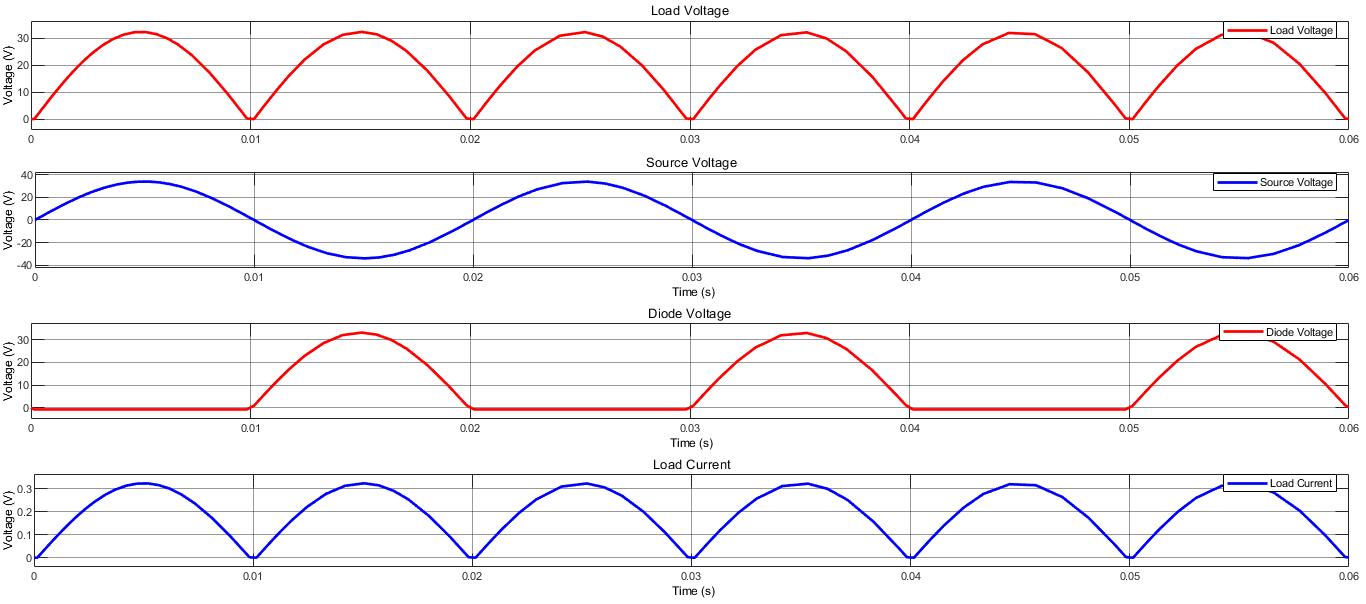 Load Voltage
Load Voltage
Voltage (V)
30
20
10
0
0 0.01 0.02 0.03 0.04 0.05 0.06
Source Voltage
Source Voltage
Voltage (V)
40
20
0
-20
-40
0 0.01 0.02 0.03 0.04 0.05 0.06
Time (s)
Diode Voltage
Diode Voltage
Voltage (V)
30
20
10
0
0 0.01 0.02 0.03 0.04 0.05 0.06
Time (s)
Load Current
Load Current
Voltage (V)
0.3
0.2
0.1
0
0 0.01 0.02 0.03 0.04 0.05 0.06
Time (s)